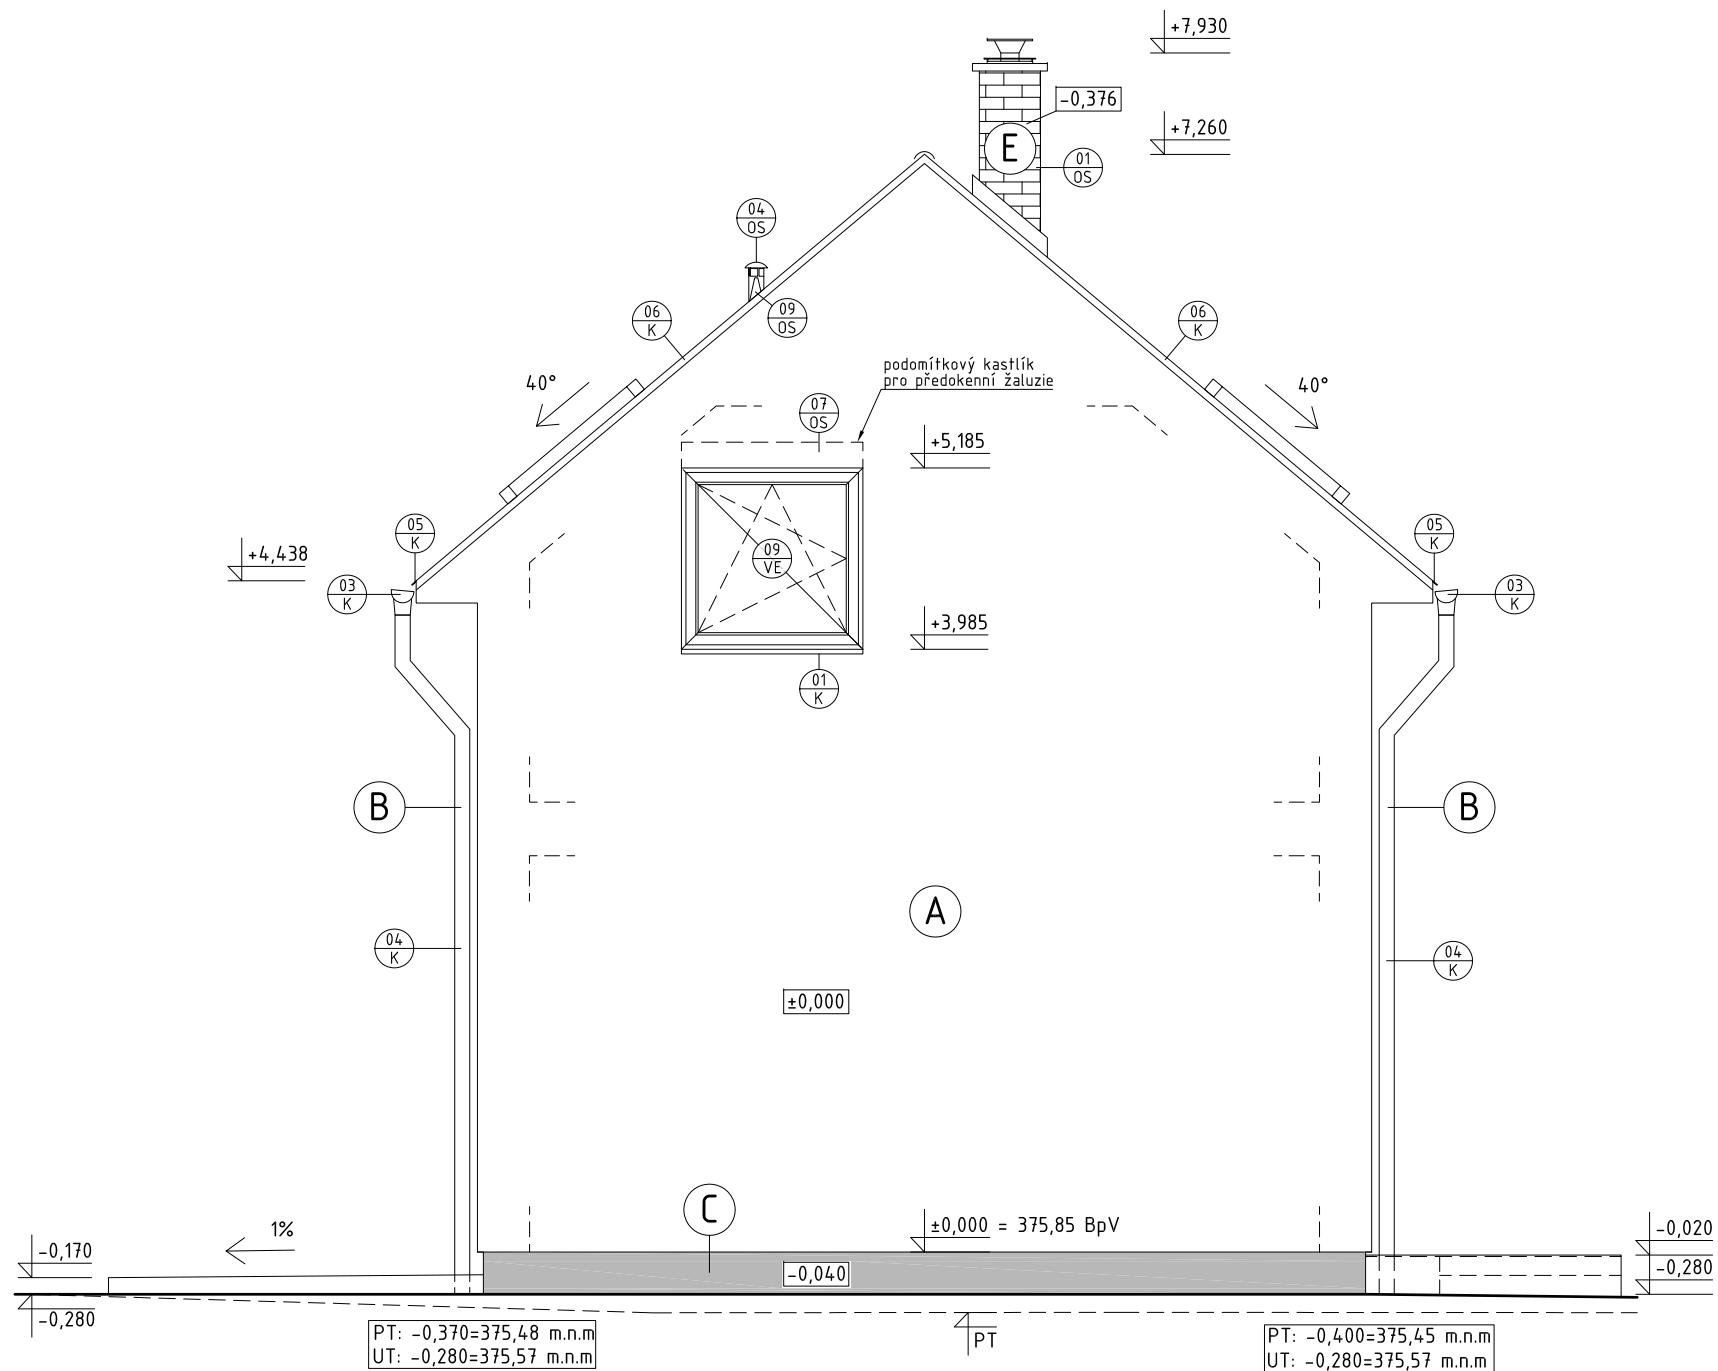 +7,930
-0,376
+7,260
E
01
OS
04
OS
09
OS
06
K
06
K
podomítkový kastlík
pro předokenní žaluzie
40°
40°
07
OS
+5,185
05
K
05
K
+4,438
09
VE
03
K
03
K
+3,985
01
K
B
B
A
04
K
04
K
±0,000
C
1%
±0,000 = 375,85 BpV
-0,020
-0,170
-0,040
-0,280
-0,280
PT
PT: -0,370=375,48 m.n.m
UT: -0,280=375,57 m.n.m
PT: -0,400=375,45 m.n.m
UT: -0,280=375,57 m.n.m